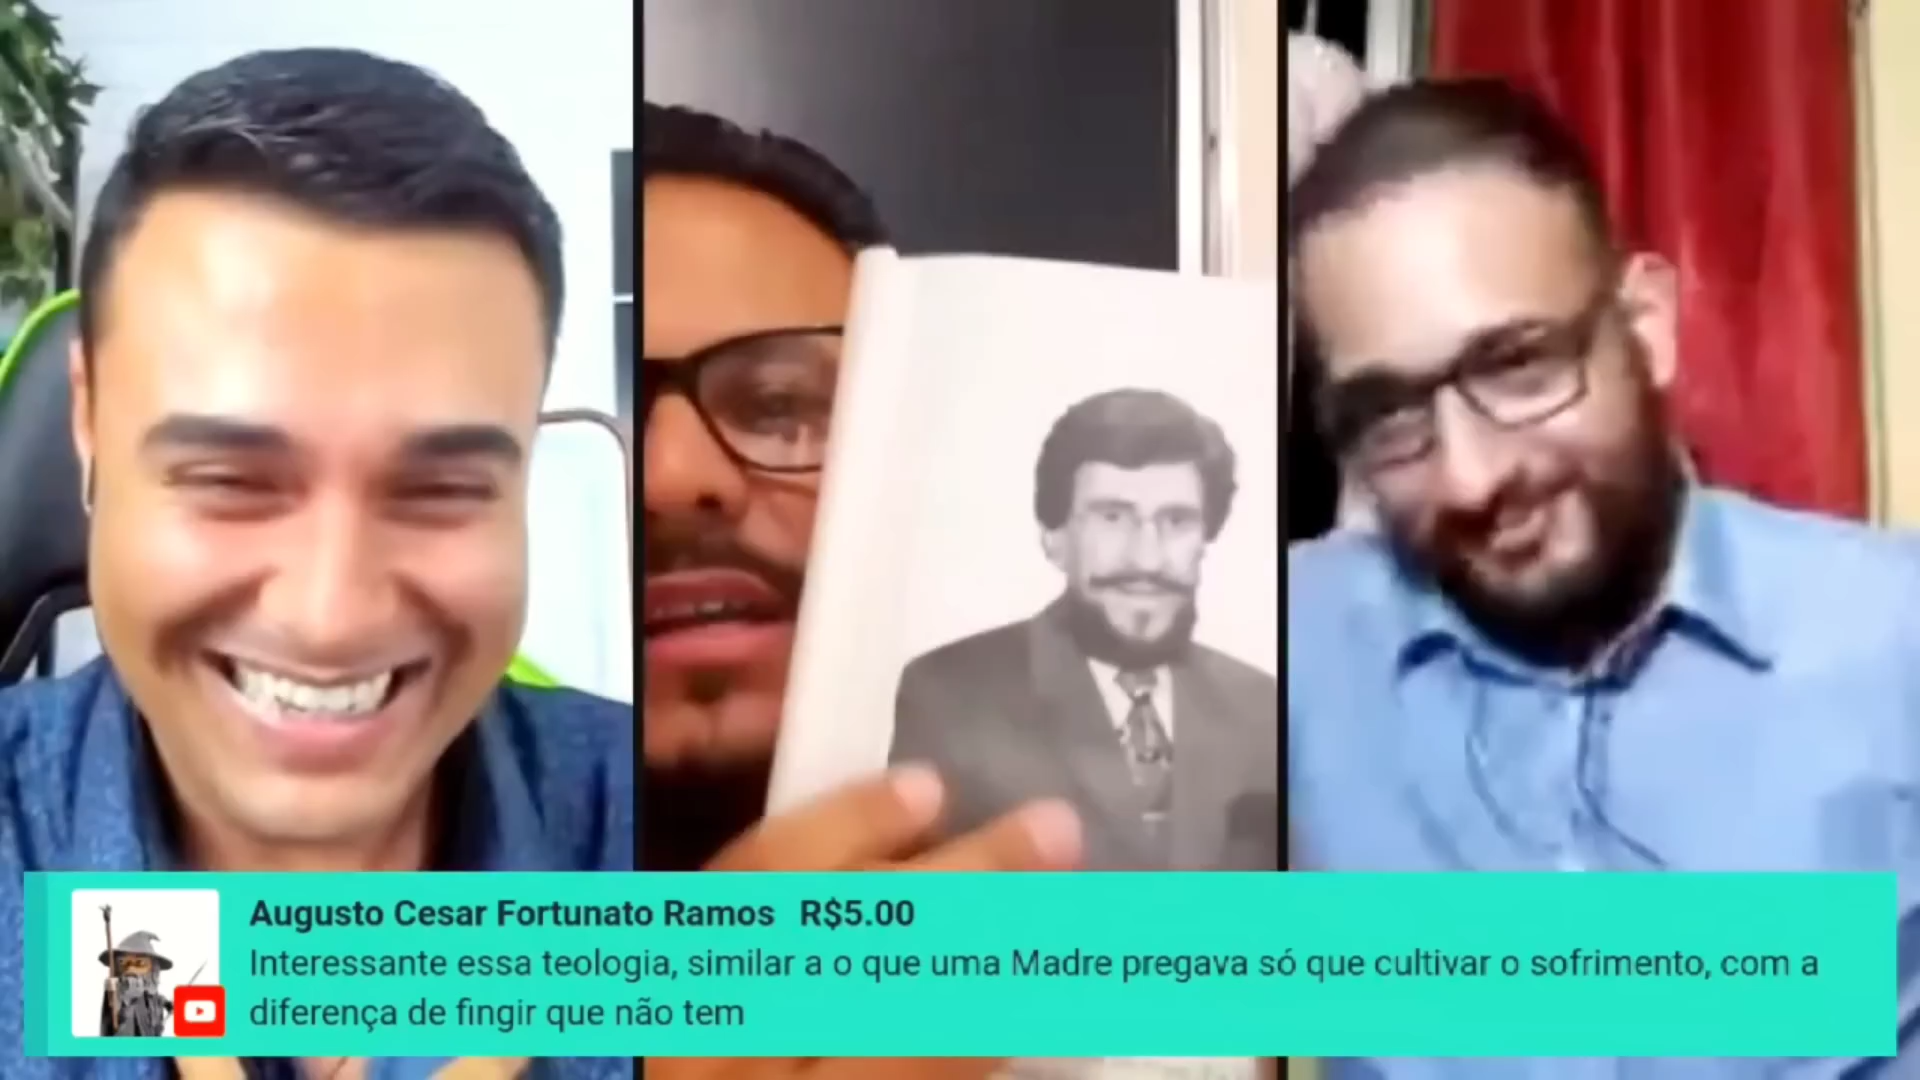 Augusto Cesar Fortunato Ramos R$5.00
Interessante essa teologia, similar a o que uma Madre pregava só que cultivar o sofrimento, com a
diferença de fingir que não tem